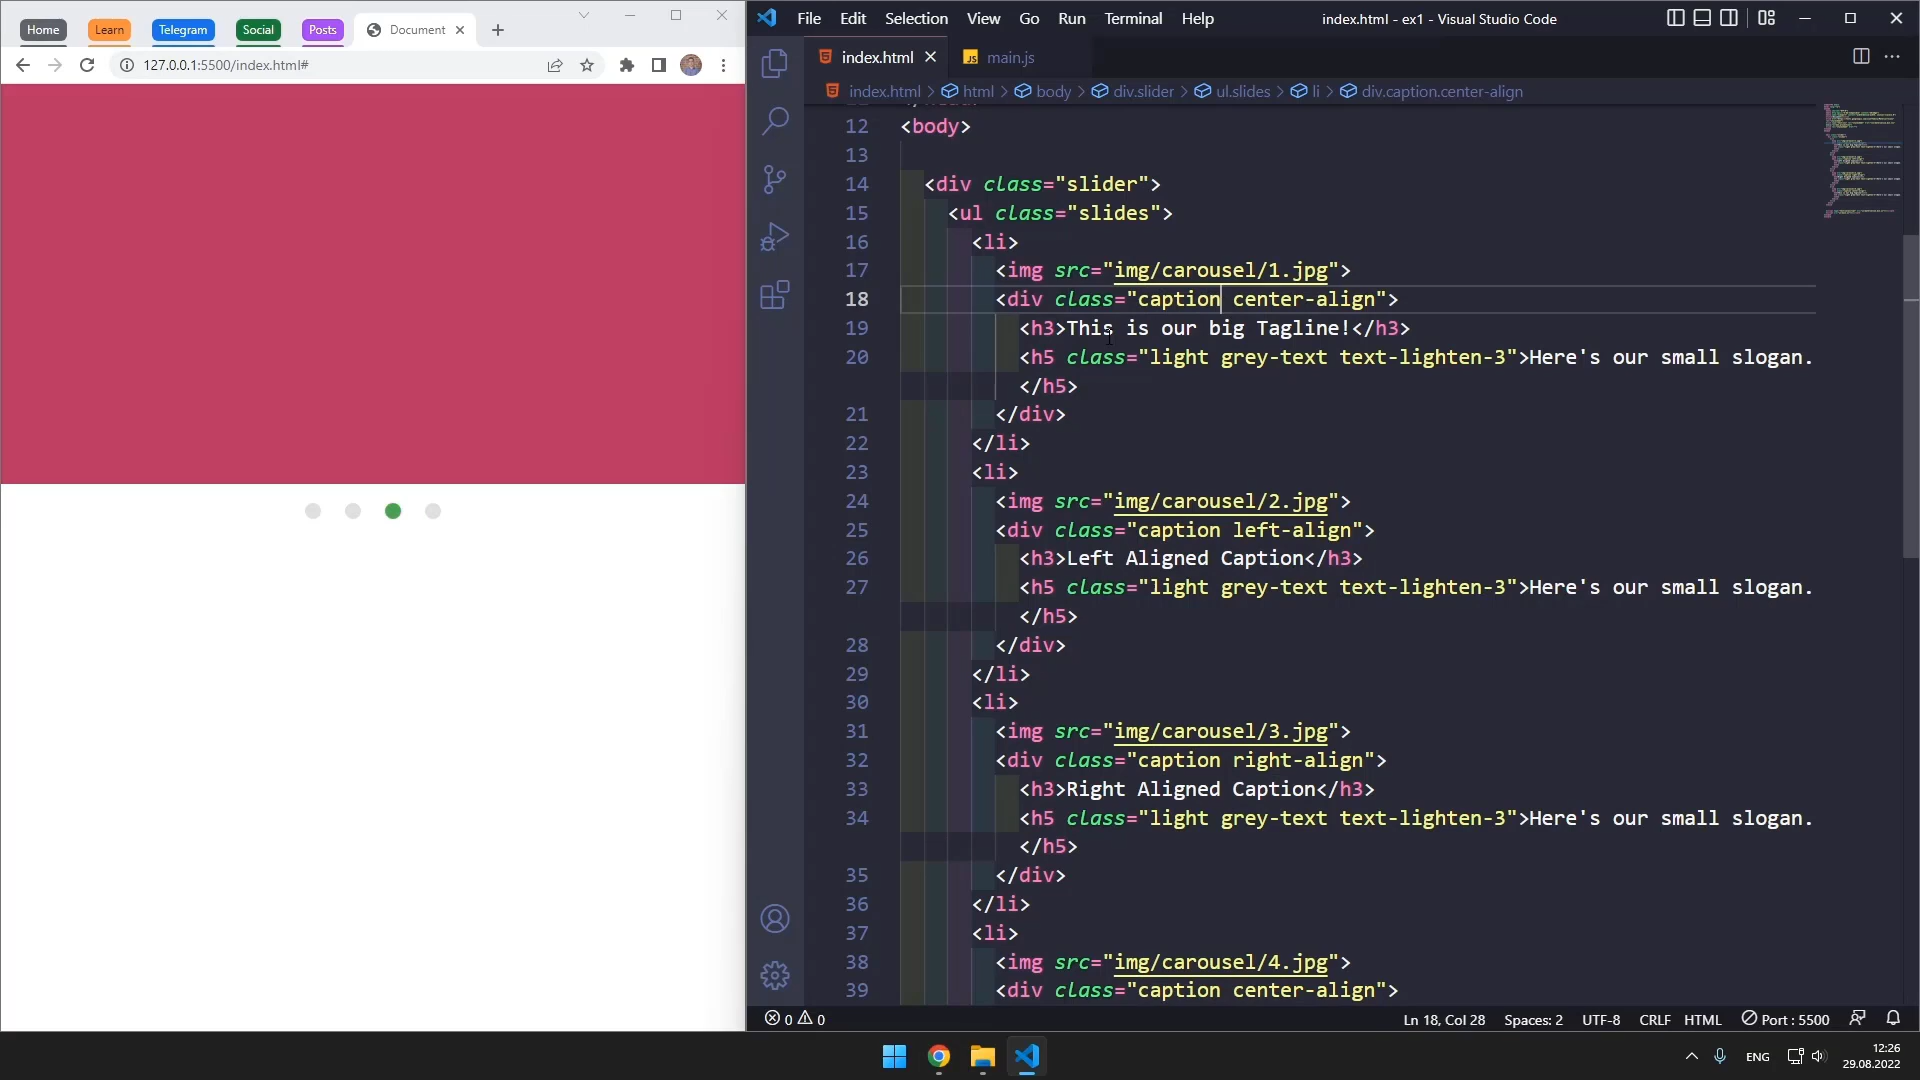 Home Learn Telegram Social Posts Document
127.0.0.1:5500/index.html#
File Edit Selection View Go Run Terminal Help index.html - ex1 - Visual Studio Code
index.html main.js
index.html > html > body > div.slider > ul.slides > li > div.caption.center-align
12 <body>
13
14 <div class="slider">
15 <ul class="slides">
16 <li>
17 <img src="img/carousel/1.jpg">
18 <div class="caption center-align">
19 <h3>This is our big Tagline!</h3>
20 <h5 class="light grey-text text-lighten-3">Here's our small slogan.
</h5>
21 </div>
22 </li>
23 <li>
24 <img src="img/carousel/2.jpg">
25 <div class="caption left-align">
26 <h3>Left Aligned Caption</h3>
27 <h5 class="light grey-text text-lighten-3">Here's our small slogan.
</h5>
28 </div>
29 </li>
30 <li>
31 <img src="img/carousel/3.jpg">
32 <div class="caption right-align">
33 <h3>Right Aligned Caption</h3>
34 <h5 class="light grey-text text-lighten-3">Here's our small slogan.
</h5>
35 </div>
36 </li>
37 <li>
38 <img src="img/carousel/4.jpg">
39 <div class="caption center-align">
0 0 Ln 18, Col 28 Spaces: 2 UTF-8 CRLF HTML Port : 5500
ENG 12:26
29.08.2022